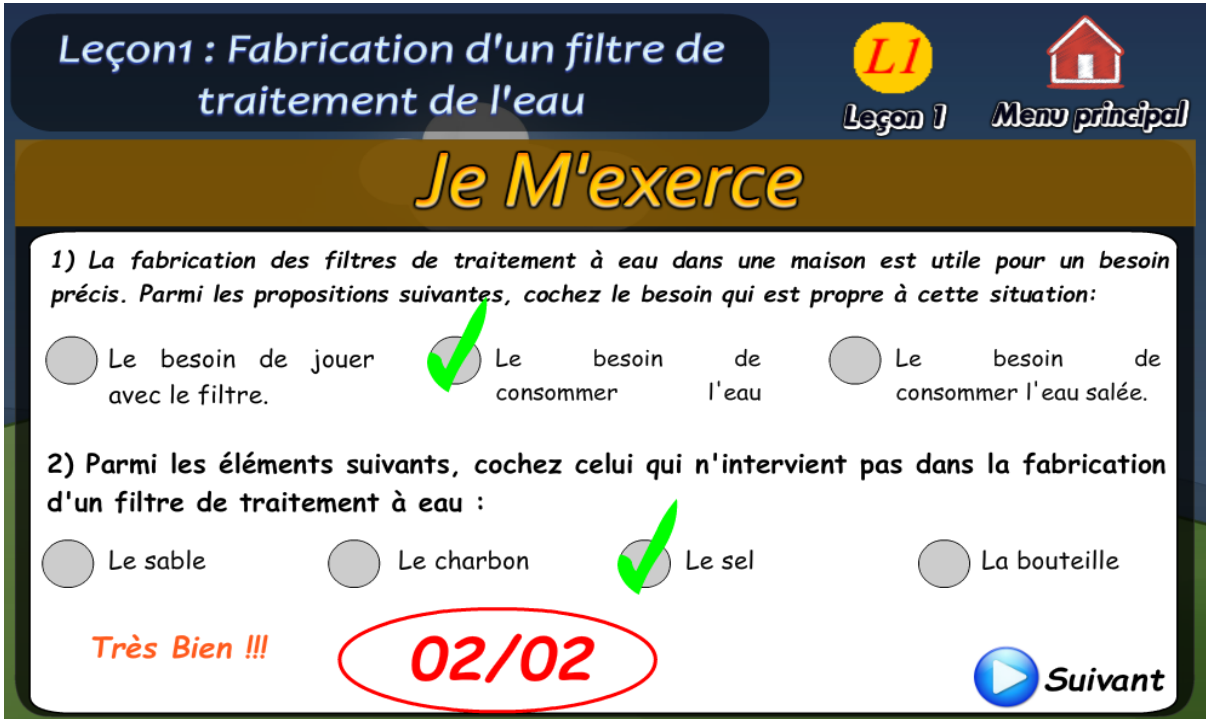 Leçon1 : Fabrication d'un filtre de
traitement de l'eau
L1
Leçon 1
Menu principal
Je M'exerce
1) La fabrication des filtres de traitement à eau dans une maison est utile pour un besoin
précis. Parmi les propositions suivantes, cochez le besoin qui est propre à cette situation:
Le besoin de jouer
avec le filtre.
Le besoin de
consommer l'eau
Le besoin de
consommer l'eau salée.
2) Parmi les éléments suivants, cochez celui qui n'intervient pas dans la fabrication
d'un filtre de traitement à eau :
Le sable
Le charbon
Le sel
La bouteille
Très Bien !!!
02/02
Suivant